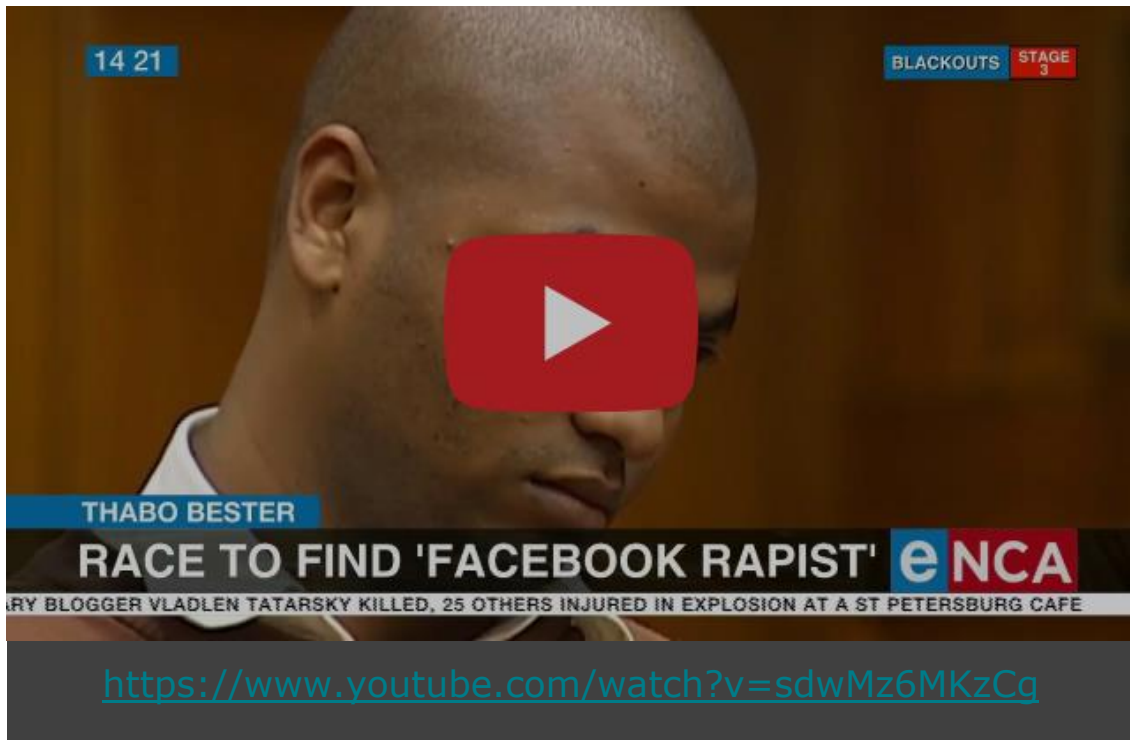 14 21
BLACKOUTS STAGE 3
THABO BESTER
RACE TO FIND 'FACEBOOK RAPIST' eNCA
ARY BLOGGER VLADLEN TATARSKY KILLED, 25 OTHERS INJURED IN EXPLOSION AT A ST PETERSBURG CAFE
https://www.youtube.com/watch?v=sdwMz6MKzCg